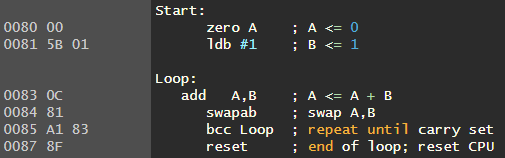 Start:
0080 00 zero A ; A <= 0
0081 5B 01 ldb #1 ; B <= 1
Loop:
0083 0C add A,B ; A <= A + B
0084 81 swapab ; swap A,B
0085 A1 83 bcc Loop ; repeat until carry set
0087 8F reset ; end of loop; reset CPU